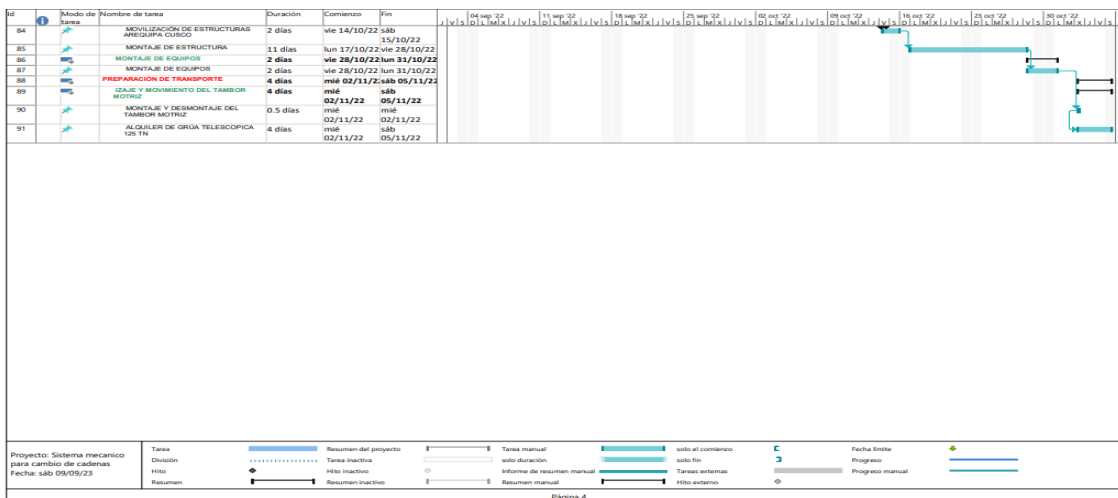 Id Modo de tarea Nombre de tarea Duración Comienzo Fin
04 sep '22 11 sep '22 18 sep '22 25 sep '22 02 oct '22 09 oct '22 16 oct '22 23 oct '22 30 oct '22
J V S D L M X J V S D L M X J V S D L M X J V S D L M X J V S D L M X J V S D L M X J V S D L M X J V S D L M X J V S D L M X J V S
84 MOVILIZACIÓN DE ESTRUCTURAS AREQUIPA CUSCO 2 días vie 14/10/22 sáb 15/10/22
85 MONTAJE DE ESTRUCTURA 11 días lun 17/10/22 vie 28/10/22
86 MONTAJE DE EQUIPOS 2 días vie 28/10/22 lun 31/10/22
87 MONTAJE DE EQUIPOS 2 días vie 28/10/22 lun 31/10/22
88 PREPARACIÓN DE TRANSPORTE 4 días mié 02/11/22 sáb 05/11/22
89 IZAJE Y MOVIMIENTO DEL TAMBOR MOTRIZ 4 días mié 02/11/22 sáb 05/11/22
90 MONTAJE Y DESMONTAJE DEL TAMBOR MOTRIZ 0.5 días mié 02/11/22 mié 02/11/22
91 ALQUILER DE GRÚA TELESCOPICA 125 TN 4 días mié 02/11/22 sáb 05/11/22
Proyecto: Sistema mecanico
para cambio de cadenas
Fecha: sáb 09/09/23
Tarea Resumen del proyecto Tarea manual solo el comienzo Fecha límite
División Tarea inactiva solo duración solo fin Progreso
Hito Hito inactivo Informe de resumen manual Tareas externas Progreso manual
Resumen Resumen inactivo Resumen manual Hito externo
Página 4